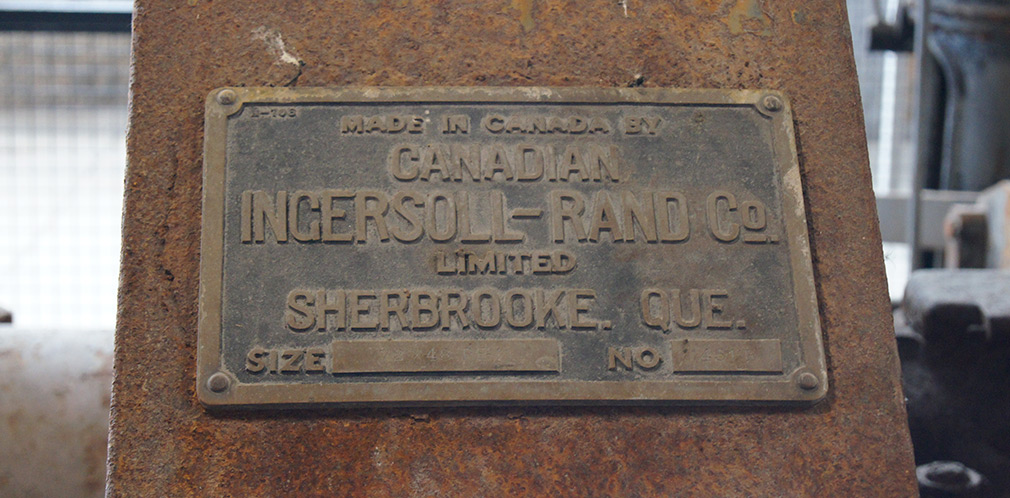 MADE IN CANADA BY
CANADIAN
INGERSOLL-RAND Co.
LIMITED
SHERBROOKE. QUE.
SIZE
NO